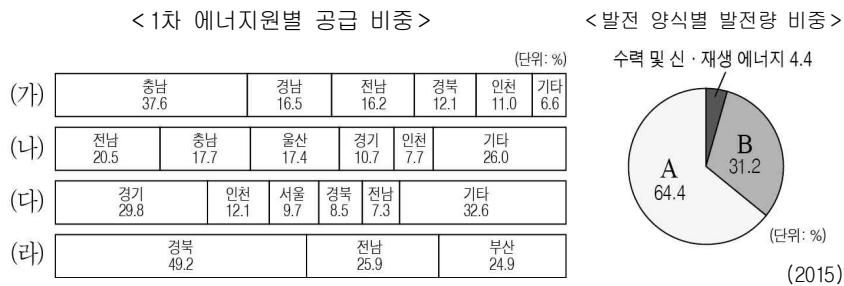 <1차 에너지원별 공급 비중>
<발전 양식별 발전량 비중>
(단위: %)
수력 및 신·재생 에너지 4.4
(가) 충남 경남 전남 경북 인천 기타
37.6 16.5 16.2 12.1 11.0 6.6
(나) 전남 충남 울산 경기 인천 기타
20.5 17.7 17.4 10.7 7.7 26.0
(다) 경기 인천 서울 경북 전남 기타
29.8 12.1 9.7 8.5 7.3 32.6
(라) 경북 전남 부산
49.2 25.9 24.9
A
64.4
B
31.2
(단위: %)
(2015)